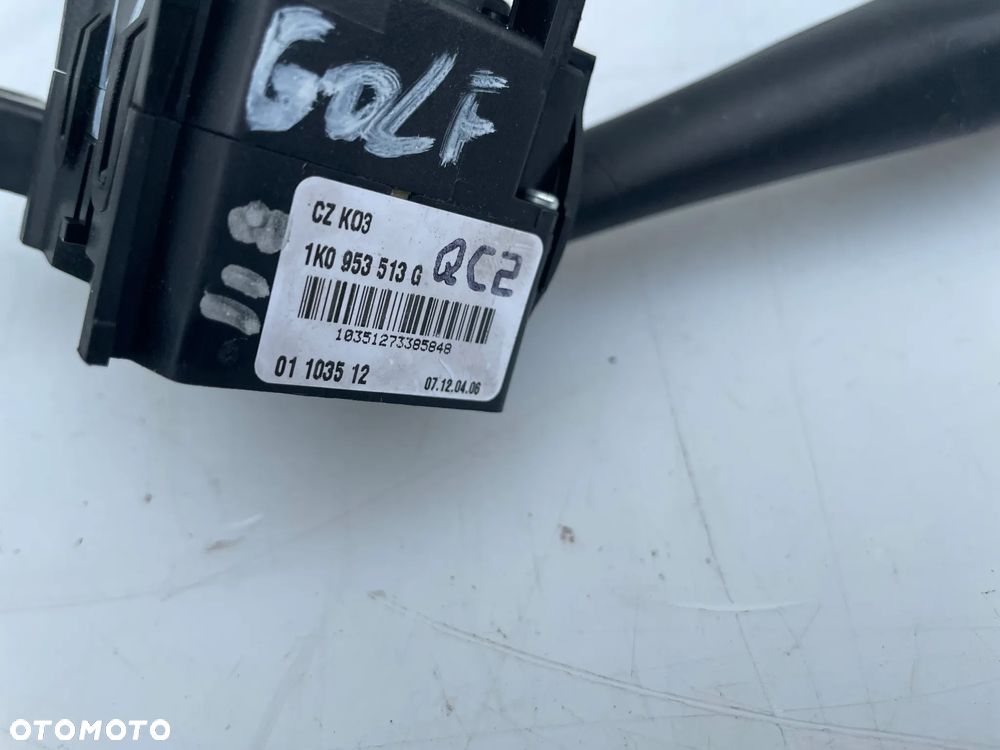 GOLF
CZ K03
1K0 953 513 G QC2
10351273385848
01 1035 12
07.12.04.06
OTOMOTO